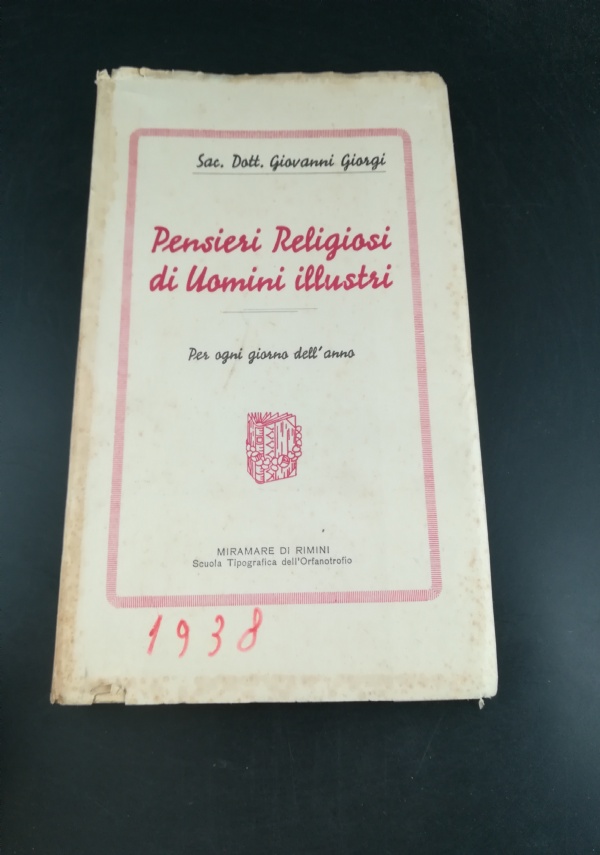 Sac. Dott. Giovanni Giorgi
Pensieri Religiosi
di Uomini illustri
Per ogni giorno dell'anno
MIRAMARE DI RIMINI
Scuola Tipografica dell'Orfanotrofio
1938